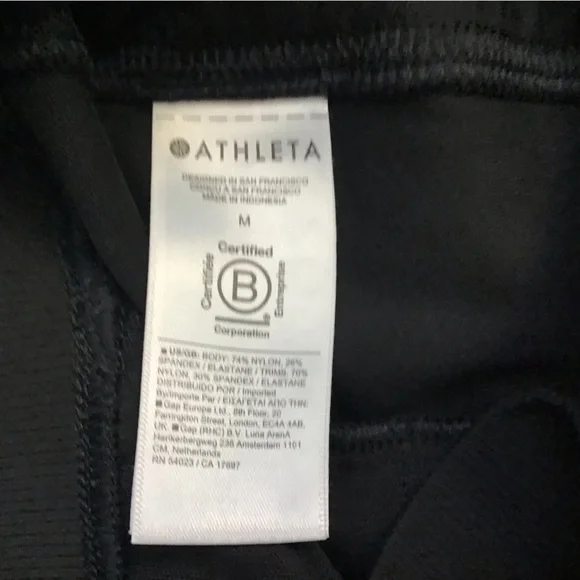 ATHLETA
DESIGNED IN SAN FRANCISCO
CONÇU A SAN FRANCISCO
MADE IN INDONESIA
M
Certified
Certifiée
B
Entreprise
Corporation
US/GB: BODY: 74% NYLON, 26%
SPANDEX / ELASTANE / TRIMS: 70%
NYLON, 30% SPANDEX / ELASTANE
DISTRIBUIDO POR / Imported
By/Importe Par / ΕΙΣΑΓΕΤΑΙ ΑΠΟ ΤΗΝ:
Gap Europe Ltd., 8th Floor, 20
Farringdon Street, London, EC4A 4AB,
UK. Gap (RHC) B.V. Luna ArenA
Herikerbergweg 238 Amsterdam 1101
CM, Netherlands
RN 54023 / CA 17897